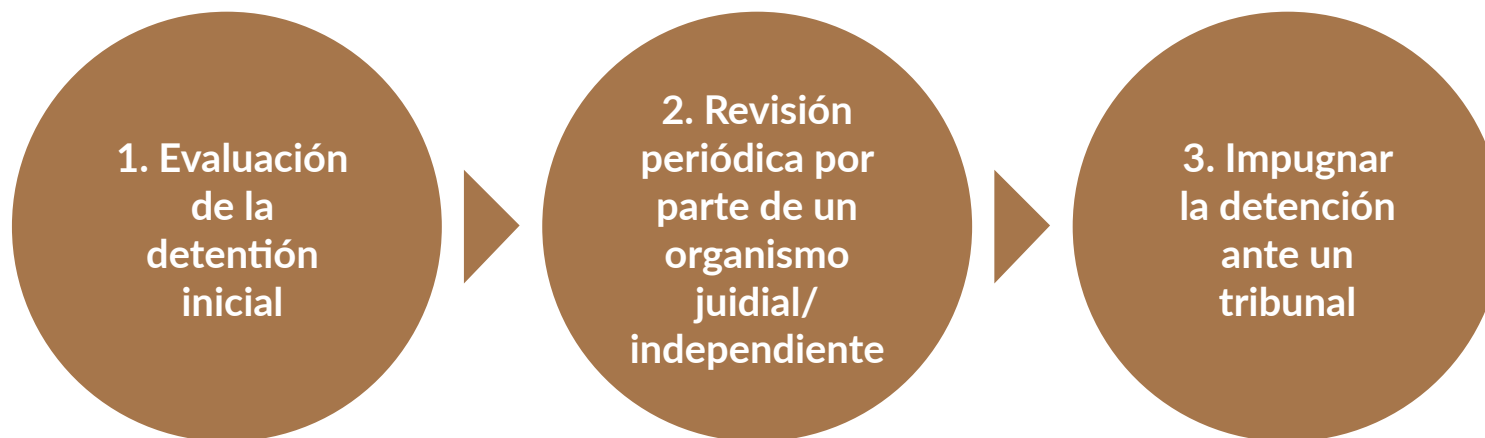 1. Evaluación
de la
detentión
inicial
2. Revisión
periódica por
parte de un
organismo
juidial/
independiente
3. Impugnar
la detención
ante un
tribunal